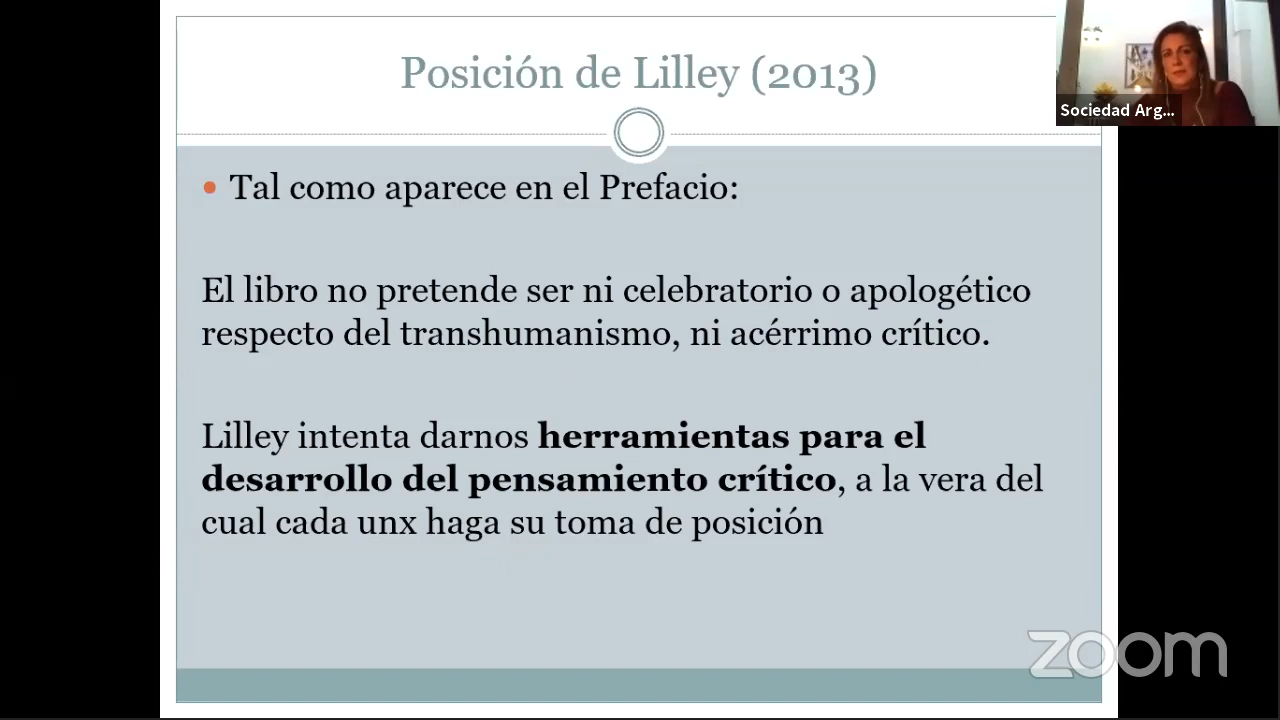 Posición de Lilley (2013)
Sociedad Arg...
• Tal como aparece en el Prefacio:
El libro no pretende ser ni celebratorio o apologético
respecto del transhumanismo, ni acérrimo crítico.
Lilley intenta darnos herramientas para el
desarrollo del pensamiento crítico, a la vera del
cual cada unx haga su toma de posición
zoom